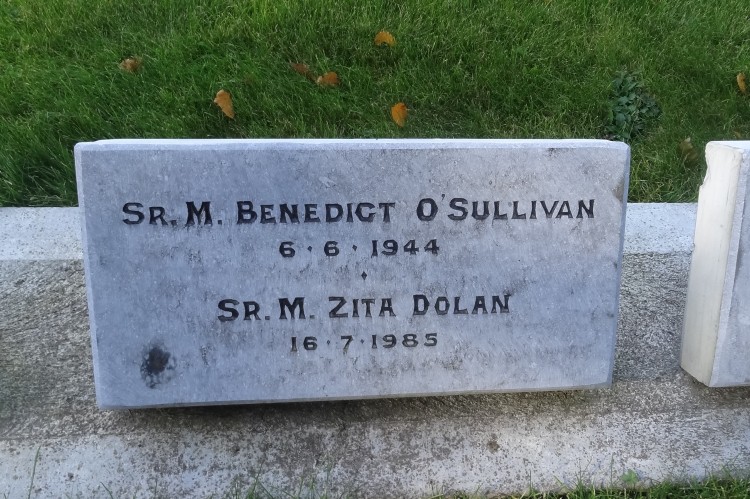 SR. M. BENEDICT O'SULLIVAN
6 · 6 · 1944
SR. M. ZITA DOLAN
16 · 7 · 1985